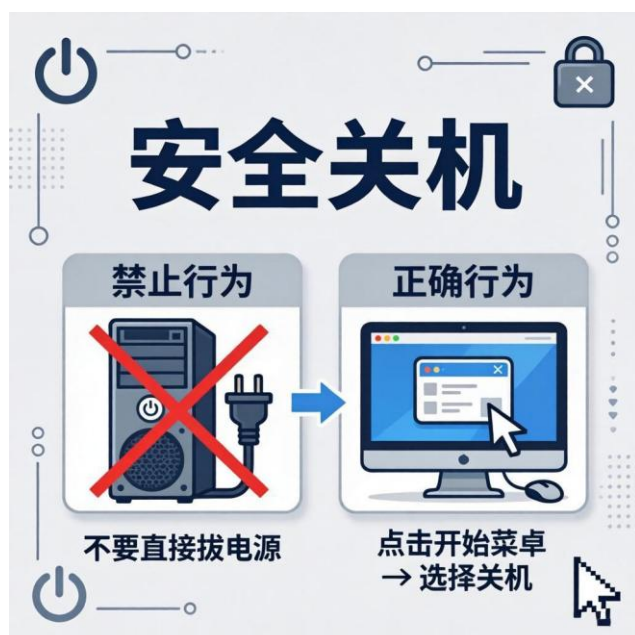 安全关机
禁止行为
正确行为
不要直接拔电源
点击开始菜卓
→ 选择关机